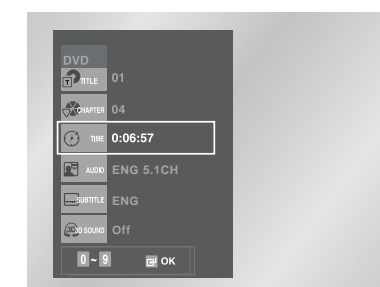 DVD
TITLE 01
CHAPTER 04
TIME 0:06:57
AUDIO ENG 5.1CH
SUBTITLE ENG
3D SOUND Off
0 ~ 9 OK